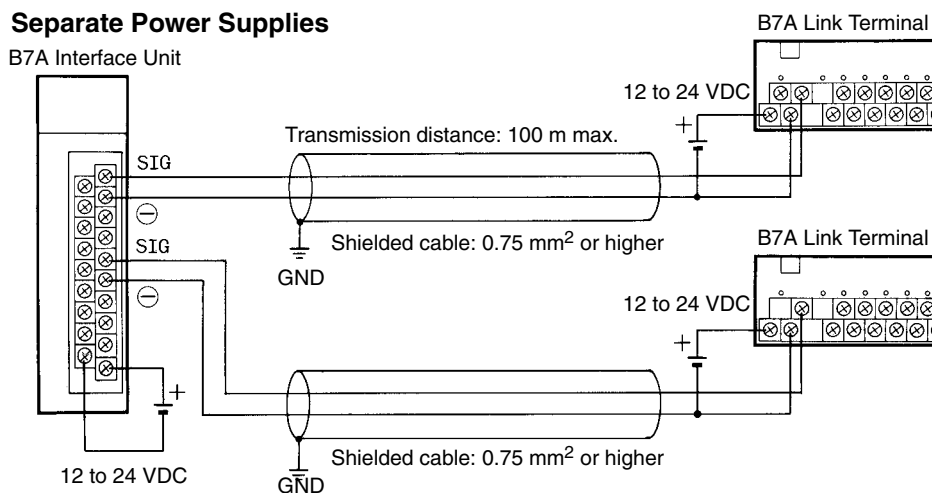 Separate Power Supplies
B7A Interface Unit
B7A Link Terminal
12 to 24 VDC
+
Transmission distance: 100 m max.
SIG
⊖
Shielded cable: 0.75 mm² or higher
GND
SIG
⊖
B7A Link Terminal
12 to 24 VDC
+
+
12 to 24 VDC
Shielded cable: 0.75 mm² or higher
GND